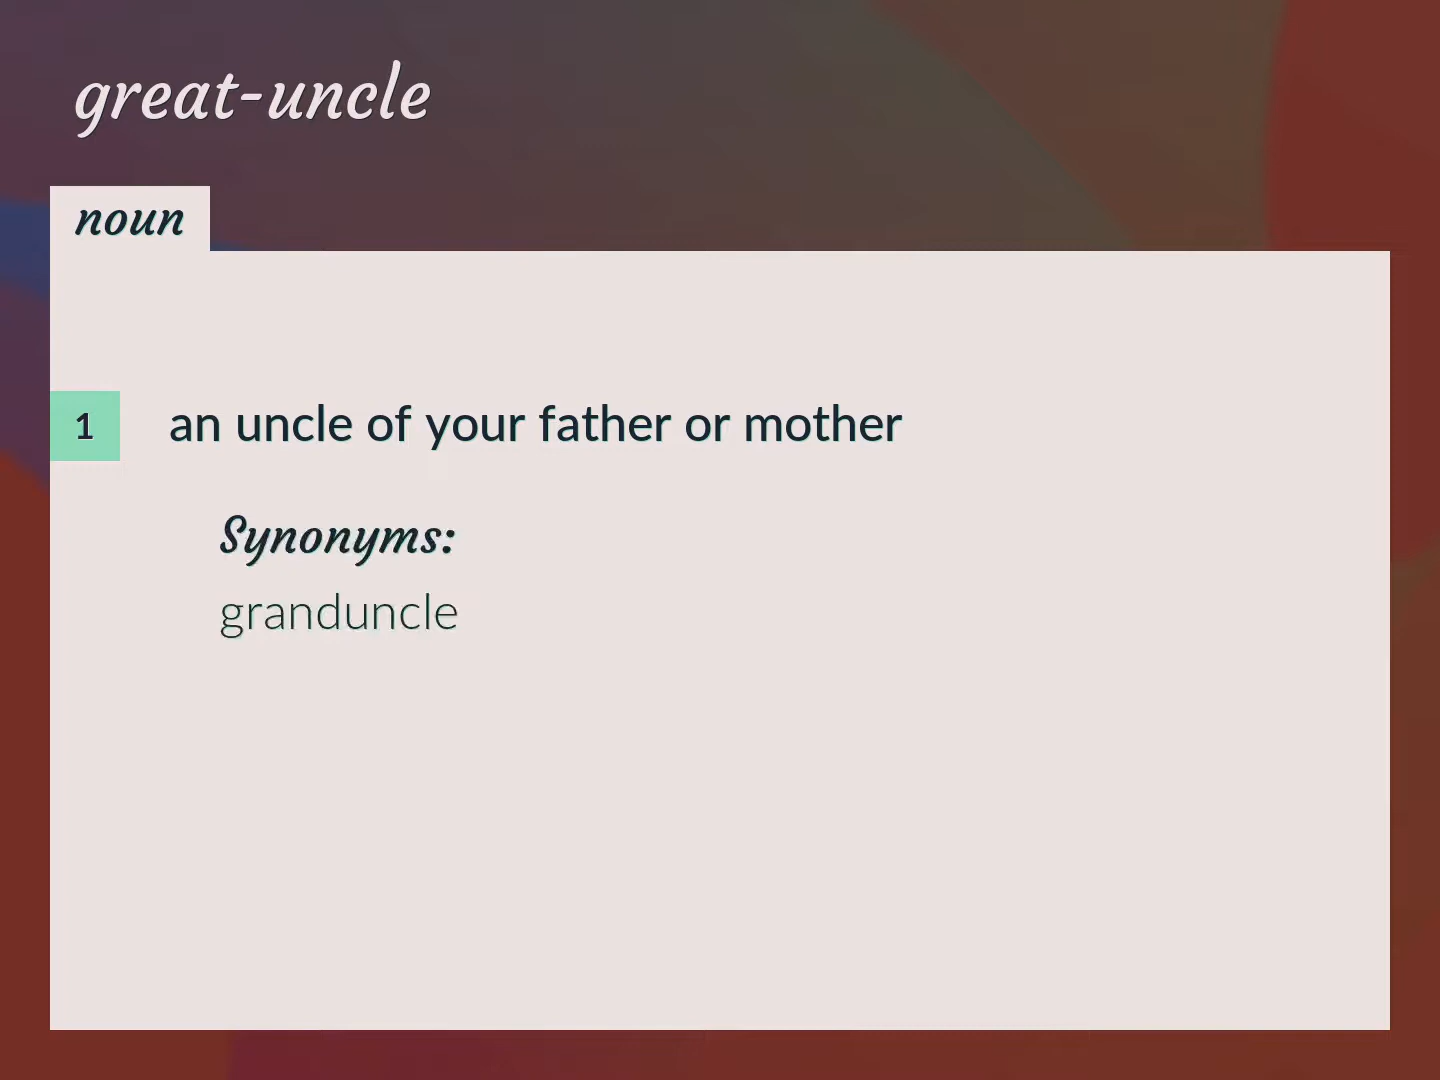 great-uncle
noun
1 an uncle of your father or mother
Synonyms:
granduncle